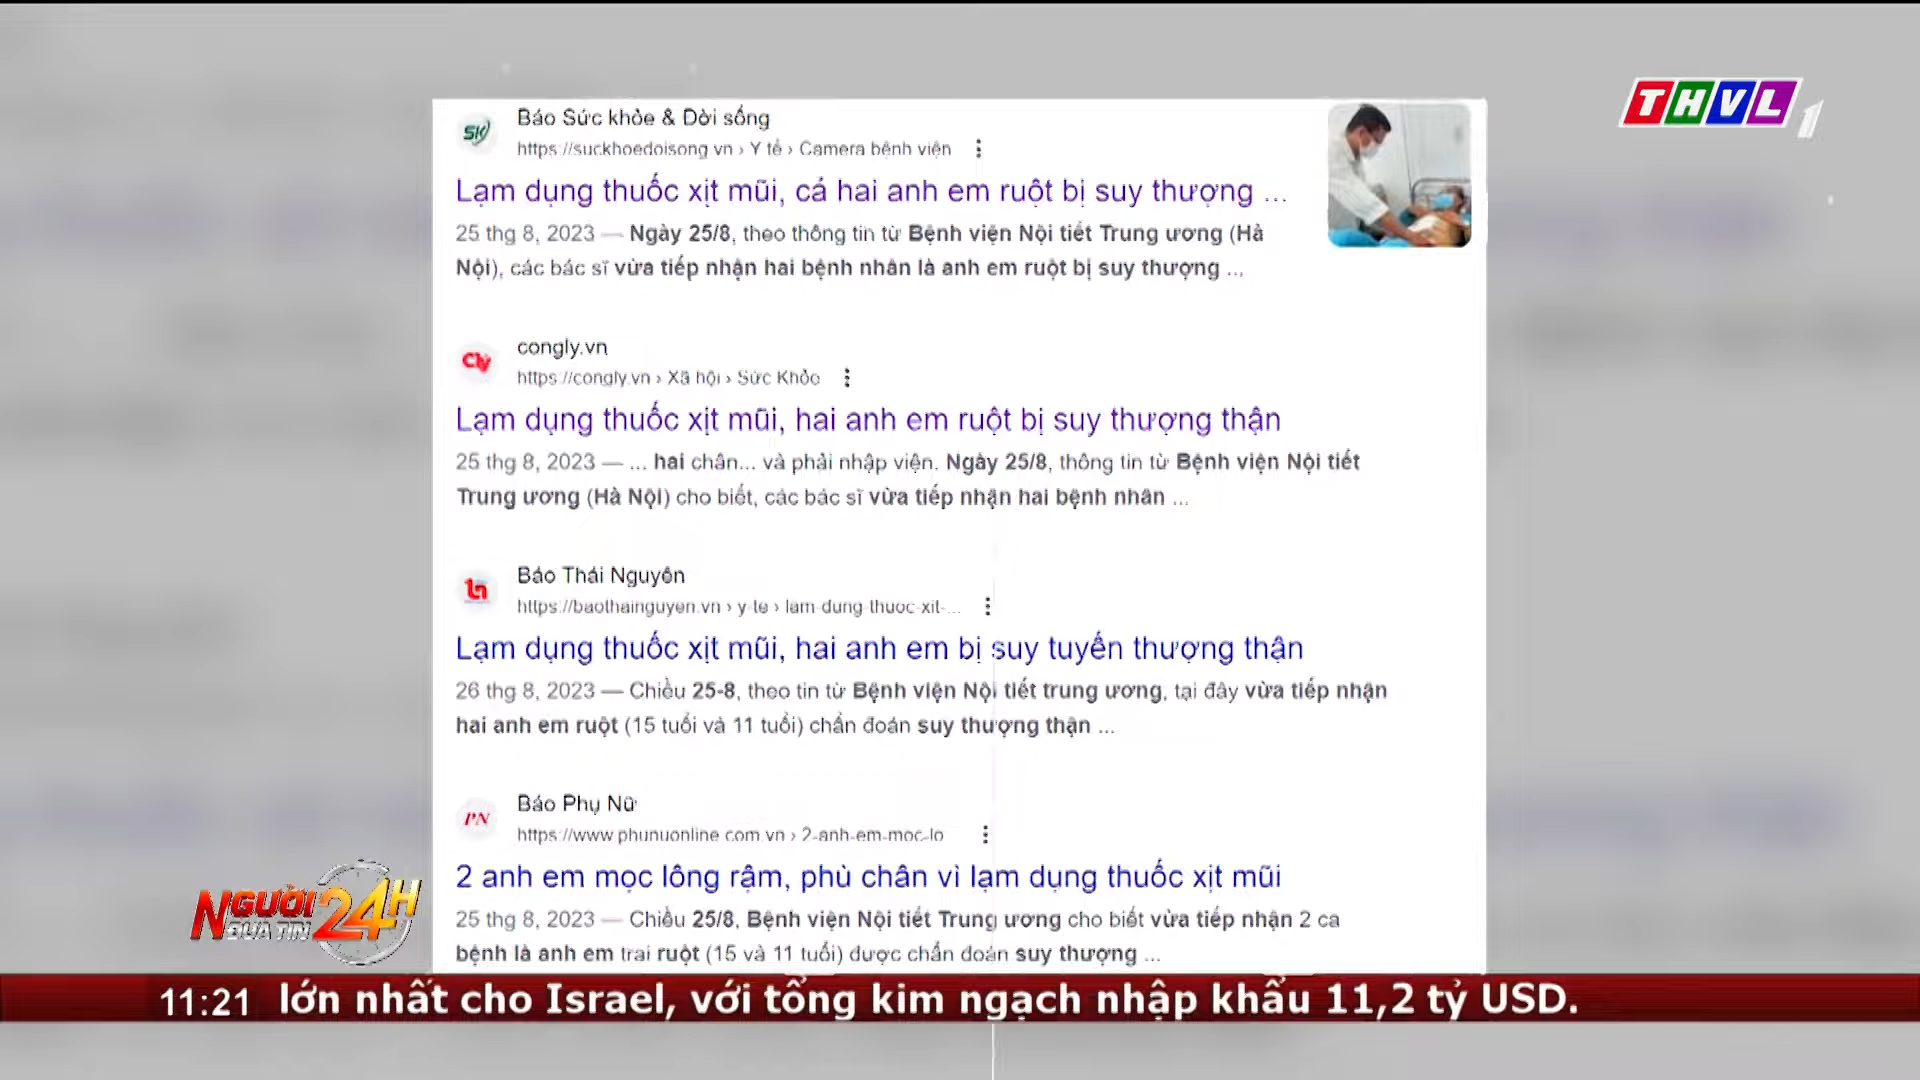 THVL1
SK
Báo Sức khỏe & Đời sống
https://suckhoedoisong.vn › Y tế › Camera bệnh viện
Lạm dụng thuốc xịt mũi, cả hai anh em ruột bị suy thượng ...
25 thg 8, 2023 — Ngày 25/8, theo thông tin từ Bệnh viện Nội tiết Trung ương (Hà
Nội), các bác sĩ vừa tiếp nhận hai bệnh nhân là anh em ruột bị suy thượng ...
congly.vn
https://congly.vn › Xã hội › Sức Khỏe
Lạm dụng thuốc xịt mũi, hai anh em ruột bị suy thượng thận
25 thg 8, 2023 — ... hai chân... và phải nhập viện. Ngày 25/8, thông tin từ Bệnh viện Nội tiết
Trung ương (Hà Nội) cho biết, các bác sĩ vừa tiếp nhận hai bệnh nhân ...
Báo Thái Nguyên
https://baothainguyen.vn › y-te › lam-dung-thuoc-xit-...
Lạm dụng thuốc xịt mũi, hai anh em bị suy tuyến thượng thận
26 thg 8, 2023 — Chiều 25-8, theo tin từ Bệnh viện Nội tiết trung ương, tại đây vừa tiếp nhận
hai anh em ruột (15 tuổi và 11 tuổi) chẩn đoán suy thượng thận ...
PN
Báo Phụ Nữ
https://www.phunuonline.com.vn › 2-anh-em-moc-lo
2 anh em mọc lông rậm, phù chân vì lạm dụng thuốc xịt mũi
25 thg 8, 2023 — Chiều 25/8, Bệnh viện Nội tiết Trung ương cho biết vừa tiếp nhận 2 ca
bệnh là anh em trai ruột (15 và 11 tuổi) được chẩn đoán suy thượng ...
NGƯỜI ĐƯA TIN 24H
11:21 lớn nhất cho Israel, với tổng kim ngạch nhập khẩu 11,2 tỷ USD.